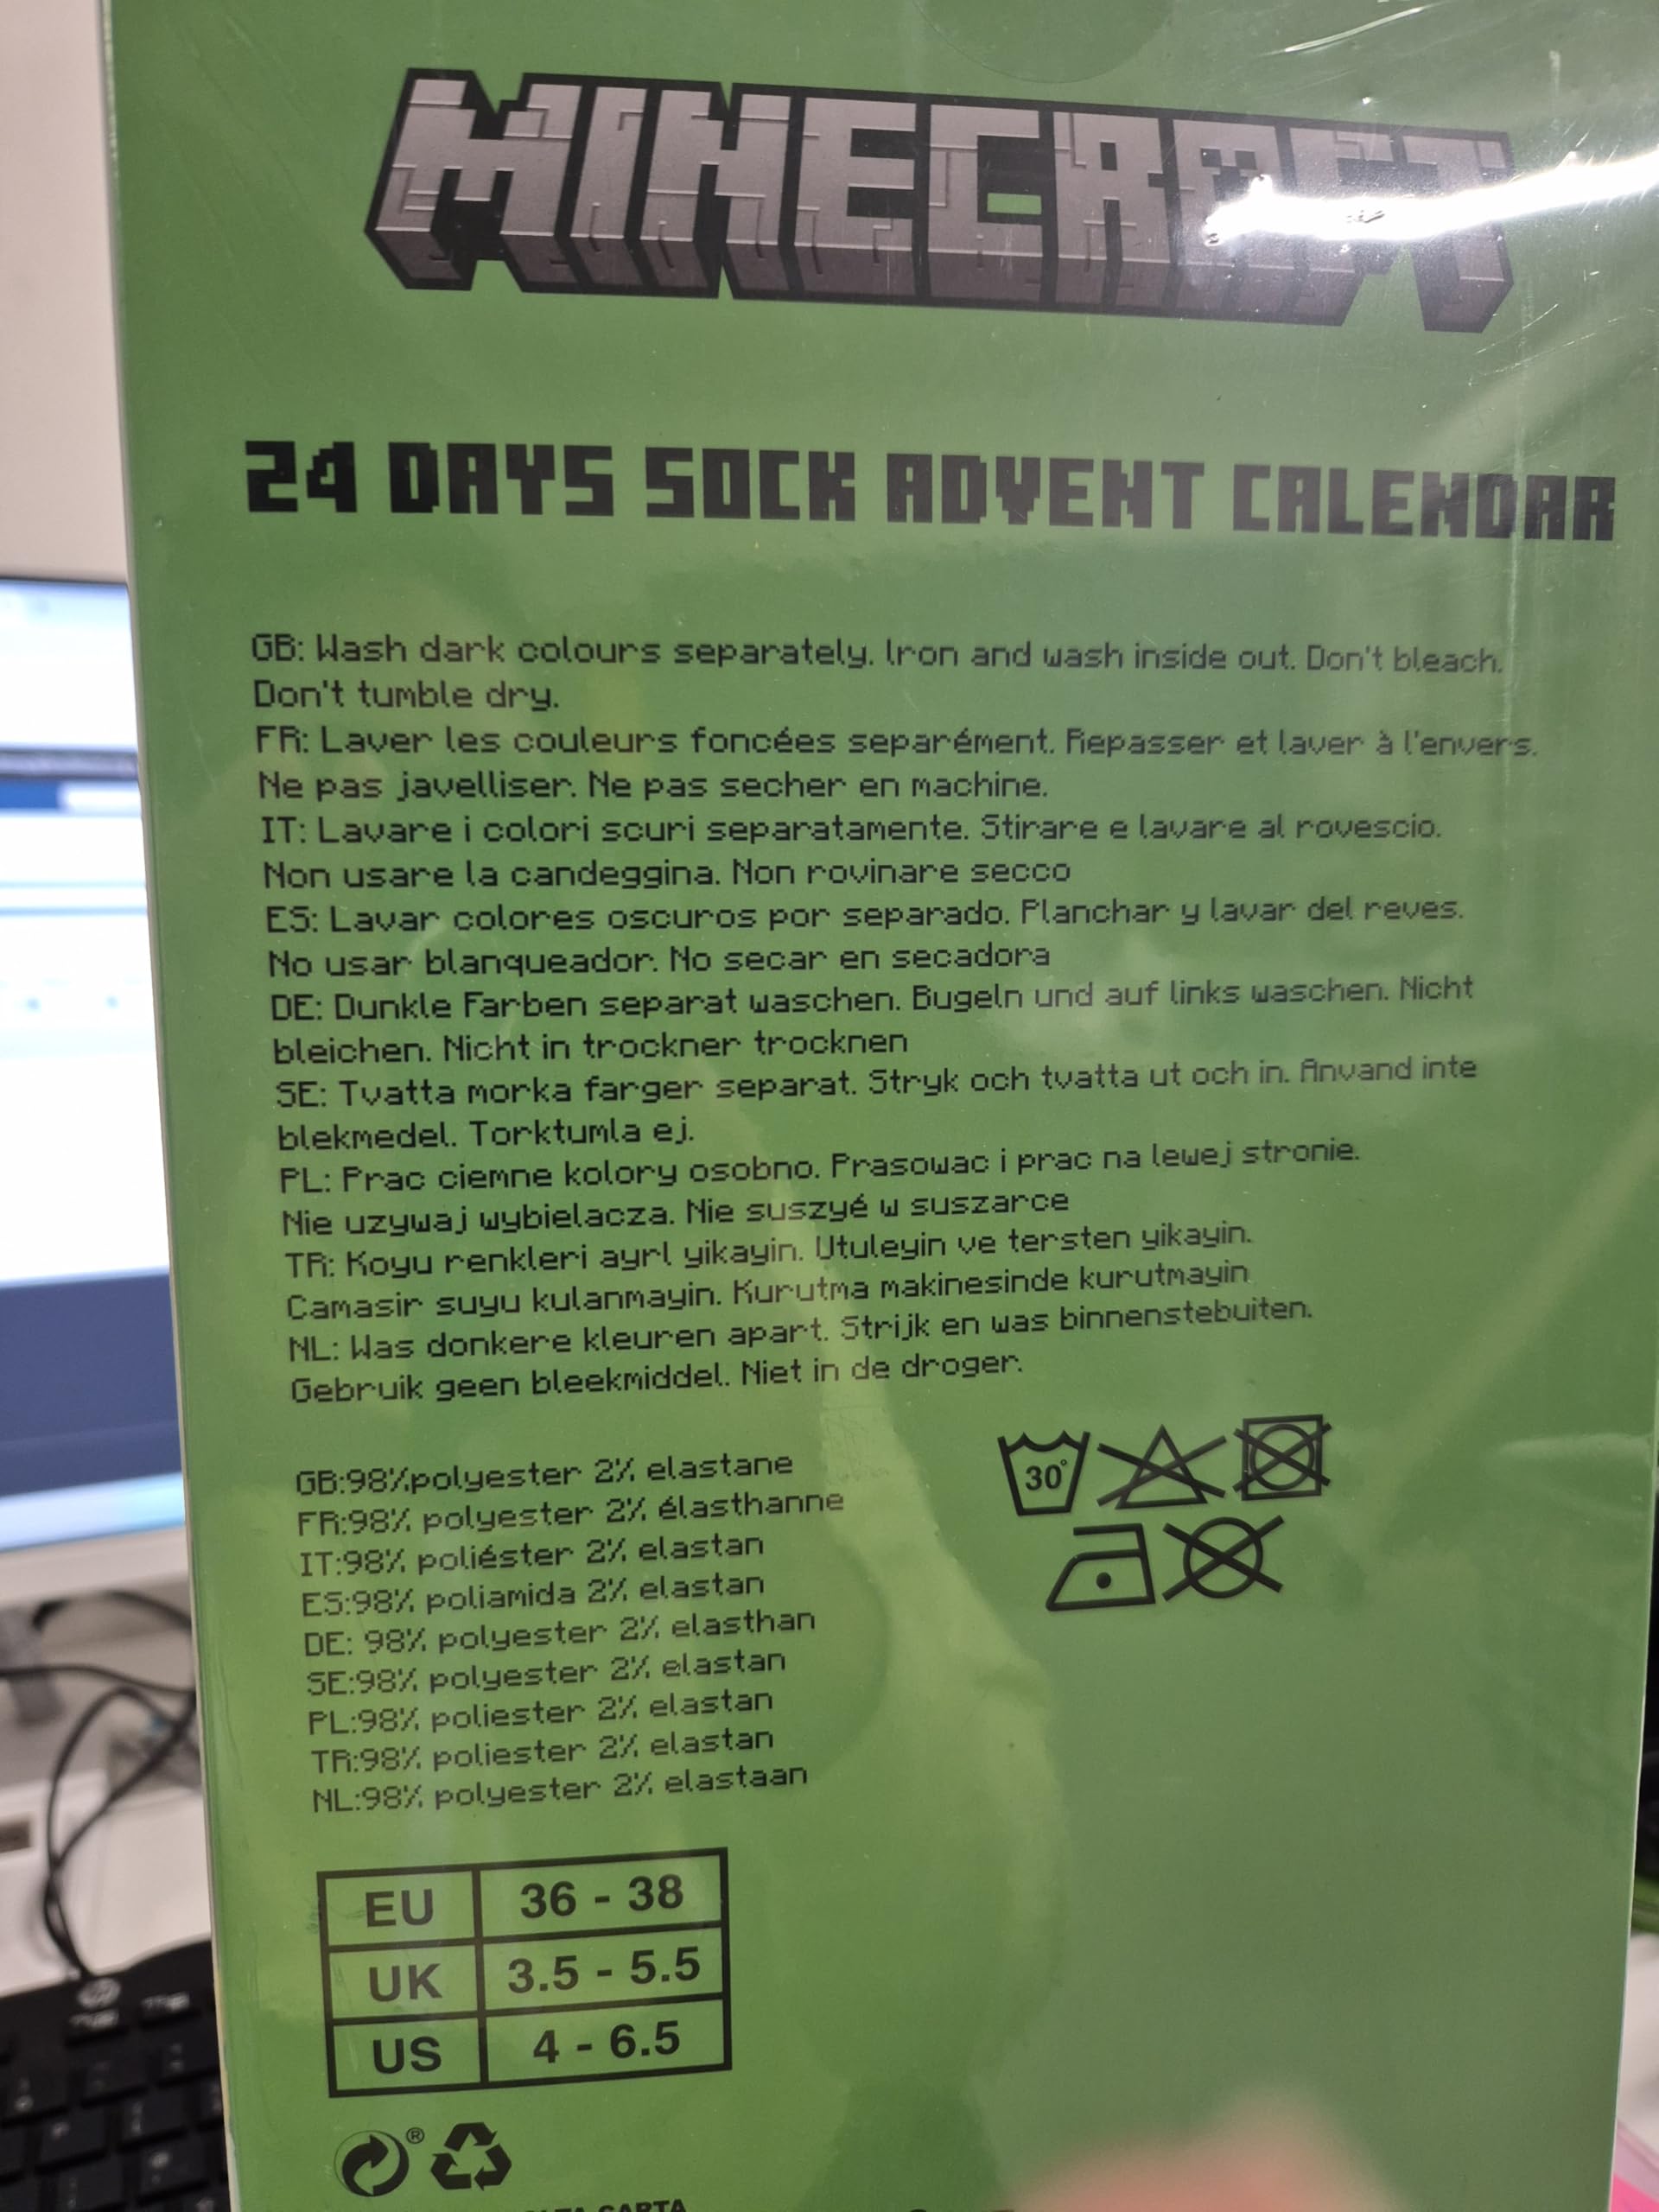 MINECRAFT
24 DAYS SOCK ADVENT CALENDAR
GB: Wash dark colours separately. Iron and wash inside out. Don't bleach.
Don't tumble dry.
FR: Laver les couleurs foncées separément. Repasser et laver à l'envers.
Ne pas javelliser. Ne pas secher en machine.
IT: Lavare i colori scuri separatamente. Stirare e lavare al rovescio.
Non usare la candeggina. Non rovinare secco
ES: Lavar colores oscuros por separado. Planchar y lavar del reves.
No usar blanqueador. No secar en secadora
DE: Dunkle Farben separat waschen. Bugeln und auf links waschen. Nicht
bleichen. Nicht in trockner trocknen
SE: Tvatta morka farger separat. Stryk och tvatta ut och in. Anvand inte
blekmedel. Torktumla ej.
PL: Prac ciemne kolory osobno. Prasowac i prac na lewej stronie.
Nie uzywaj wybielacza. Nie suszyé w suszarce
TR: Koyu renkleri ayrl yikayin. Utuleyin ve tersten yikayin.
Camasir suyu kulanmayin. Kurutma makinesinde kurutmayin
NL: Was donkere kleuren apart. Strijk en was binnenstebuiten.
Gebruik geen bleekmiddel. Niet in de droger.
30°
GB:98%polyester 2% elastane
FR:98% polyester 2% élasthanne
IT:98% poliéster 2% elastan
ES:98% poliamida 2% elastan
DE: 98% polyester 2% elasthan
SE:98% polyester 2% elastan
PL:98% poliester 2% elastan
TR:98% poliester 2% elastan
NL:98% polyester 2% elastaan
EU 36 - 38
UK 3.5 - 5.5
US 4 - 6.5
®
CARTA